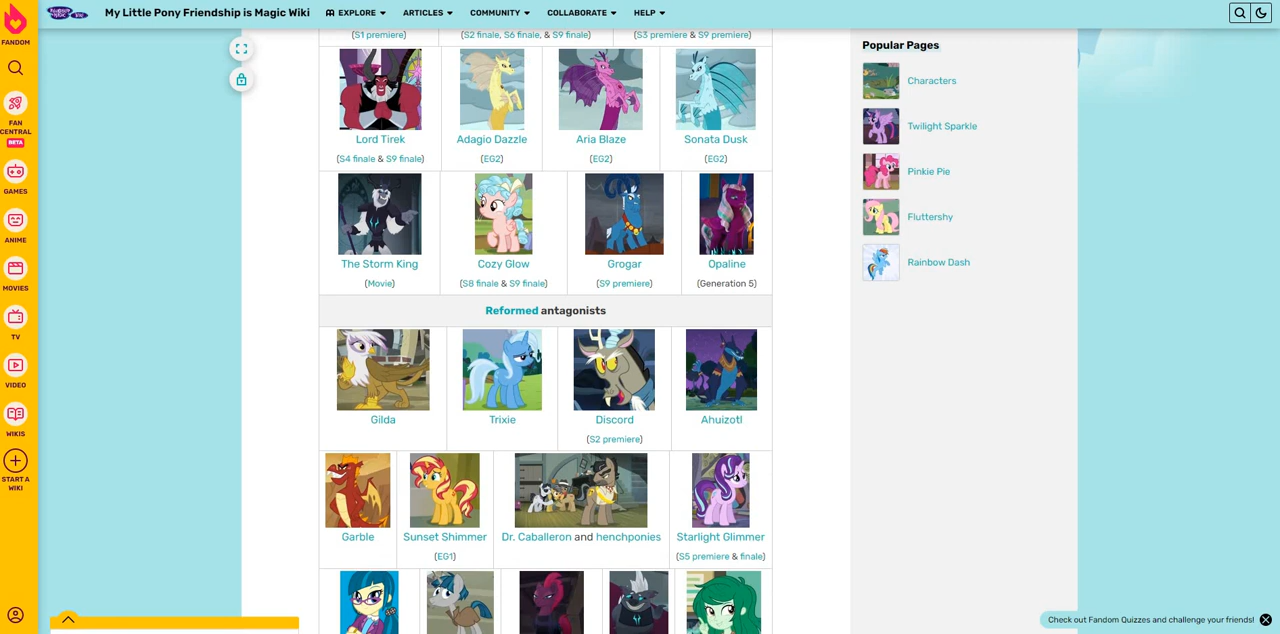 My Little Pony Friendship is Magic Wiki
EXPLORE
ARTICLES
COMMUNITY
COLLABORATE
HELP
FANDOM
FAN
CENTRAL
BETA
GAMES
ANIME
MOVIES
TV
VIDEO
WIKIS
START A
WIKI
(S1 premiere)
(S2 finale, S6 finale, & S9 finale)
(S3 premiere & S9 premiere)
Lord Tirek
Adagio Dazzle
Aria Blaze
Sonata Dusk
(S4 finale & S9 finale)
(EG2)
(EG2)
(EG2)
The Storm King
Cozy Glow
Grogar
Opaline
(Movie)
(S8 finale & S9 finale)
(S9 premiere)
(Generation 5)
Reformed antagonists
Gilda
Trixie
Discord
Ahuizotl
(S2 premiere)
Garble
Sunset Shimmer
Dr. Caballeron and henchponies
Starlight Glimmer
(EG1)
(S5 premiere & finale)
Popular Pages
Characters
Twilight Sparkle
Pinkie Pie
Fluttershy
Rainbow Dash
Check out Fandom Quizzes and challenge your friends!